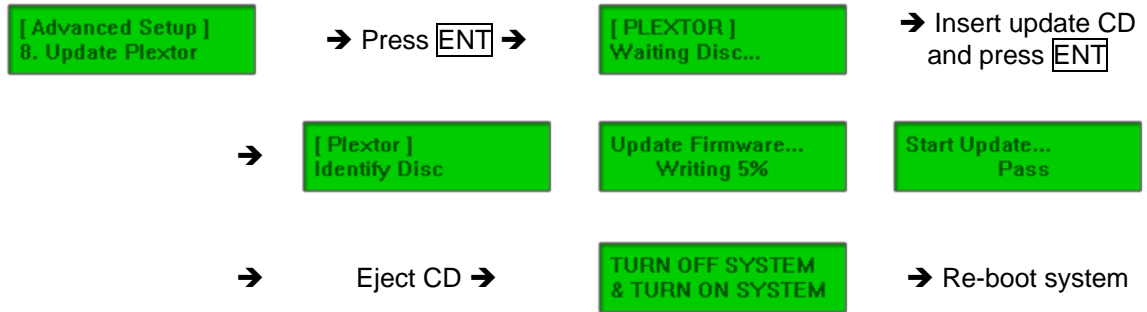 [ Advanced Setup ]
8. Update Plextor
➔ Press ENT ➔
[ PLEXTOR ]
Waiting Disc...
➔ Insert update CD
and press ENT
➔
[ Plextor ]
Identify Disc
Update Firmware...
Writing 5%
Start Update...
Pass
➔
Eject CD ➔
TURN OFF SYSTEM
& TURN ON SYSTEM
➔ Re-boot system